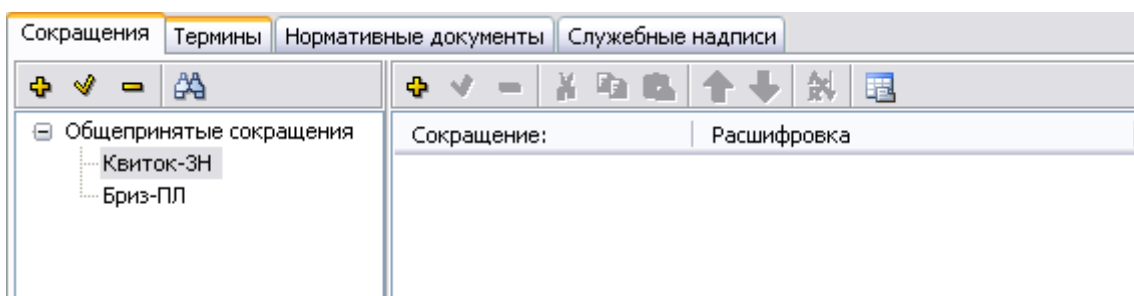 Сокращения Термины Нормативные документы Служебные надписи
Общепринятые сокращения
Квиток-ЗН
Бриз-ПЛ
Сокращение: Расшифровка